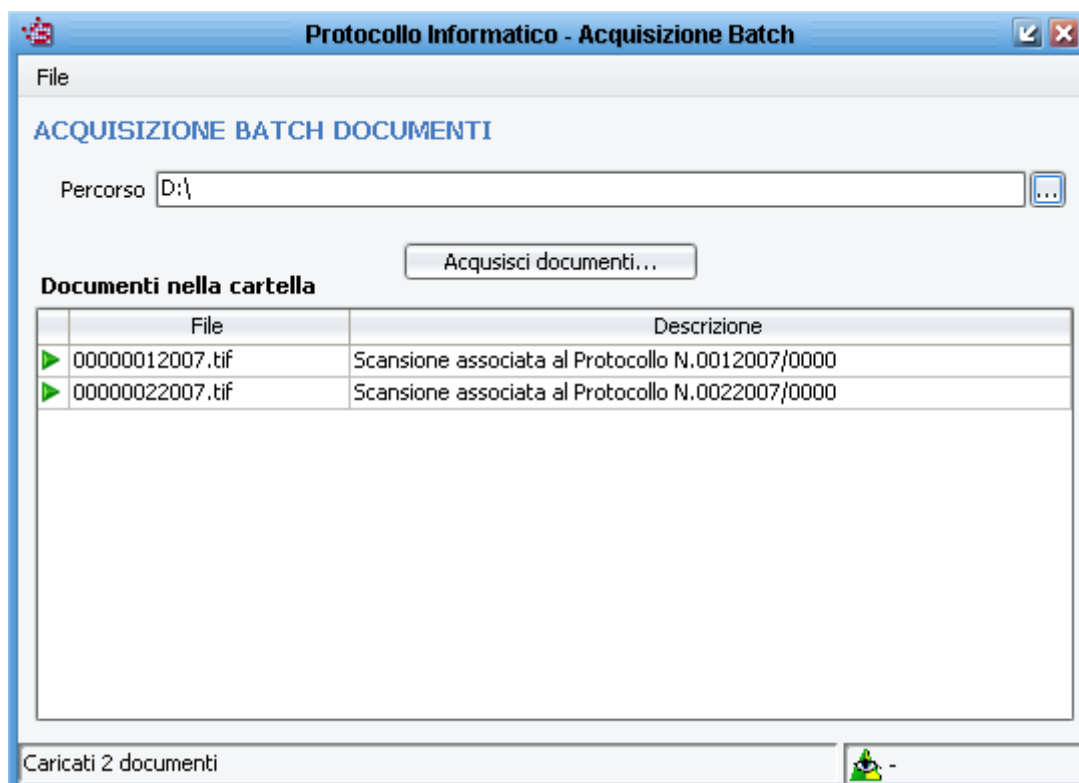 Protocollo Informatico - Acquisizione Batch
File
ACQUISIZIONE BATCH DOCUMENTI
Percorso D:\ ...
Acqusisci documenti...
Documenti nella cartella
File Descrizione
00000012007.tif Scansione associata al Protocollo N.0012007/0000
00000022007.tif Scansione associata al Protocollo N.0022007/0000
Caricati 2 documenti -